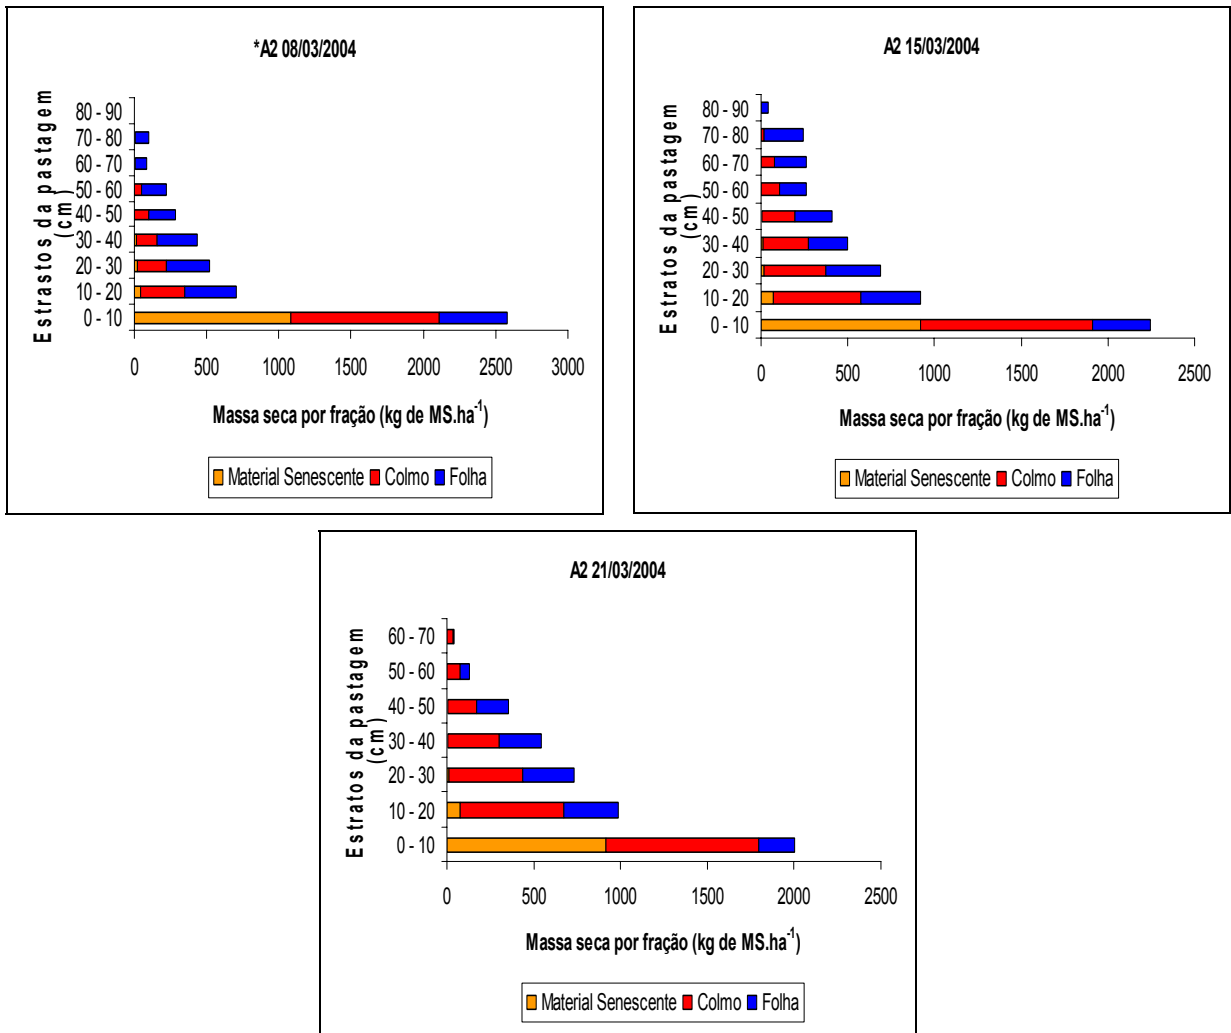 *A2 08/03/2004
Estrastos da pastagem
(cm)
80 - 90
70 - 80
60 - 70
50 - 60
40 - 50
30 - 40
20 - 30
10 - 20
0 - 10
0 500 1000 1500 2000 2500 3000
Massa seca por fração (kg de MS.ha⁻¹)
Material Senescente Colmo Folha
A2 15/03/2004
Estratos da pastagem
(cm)
80 - 90
70 - 80
60 - 70
50 - 60
40 - 50
30 - 40
20 - 30
10 - 20
0 - 10
0 500 1000 1500 2000 2500
Massa seca por fração (kg de MS.ha⁻¹)
Material Senescente Colmo Folha
A2 21/03/2004
Estratos da pastagem
(cm)
60 - 70
50 - 60
40 - 50
30 - 40
20 - 30
10 - 20
0 - 10
0 500 1000 1500 2000 2500
Massa seca por fração (kg de MS.ha⁻¹)
Material Senescente Colmo Folha